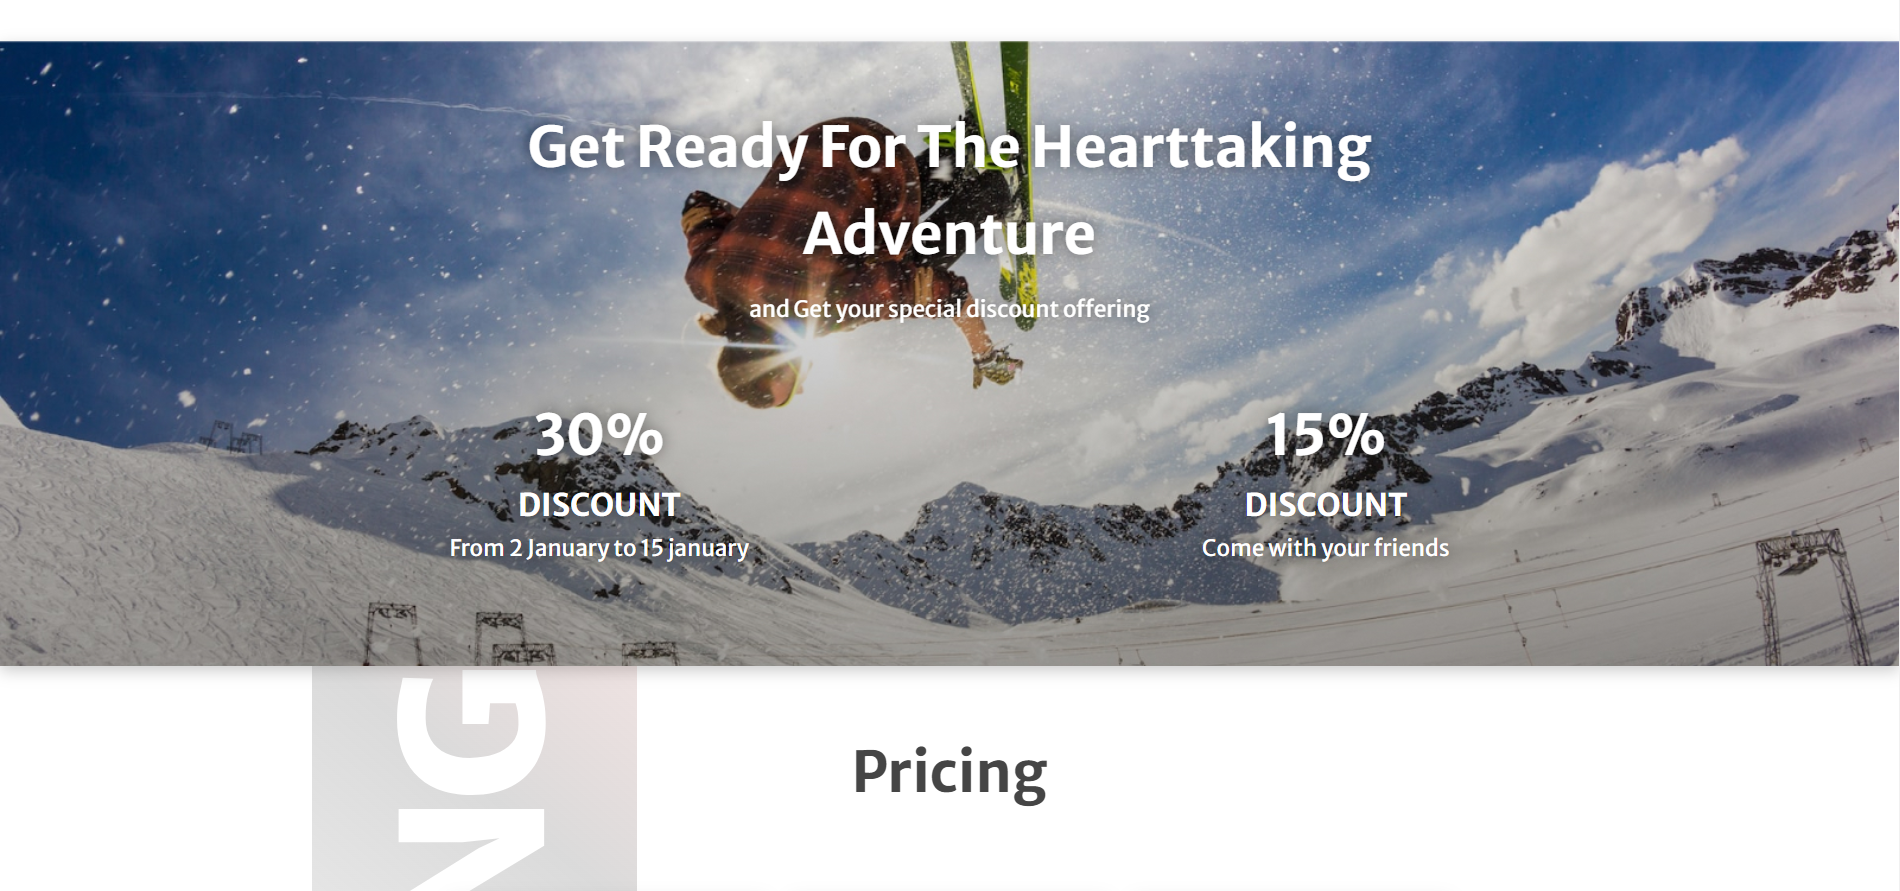 Get Ready For The Hearttaking
Adventure
and Get your special discount offering
30%
DISCOUNT
From 2 January to 15 january
15%
DISCOUNT
Come with your friends
Pricing
NG